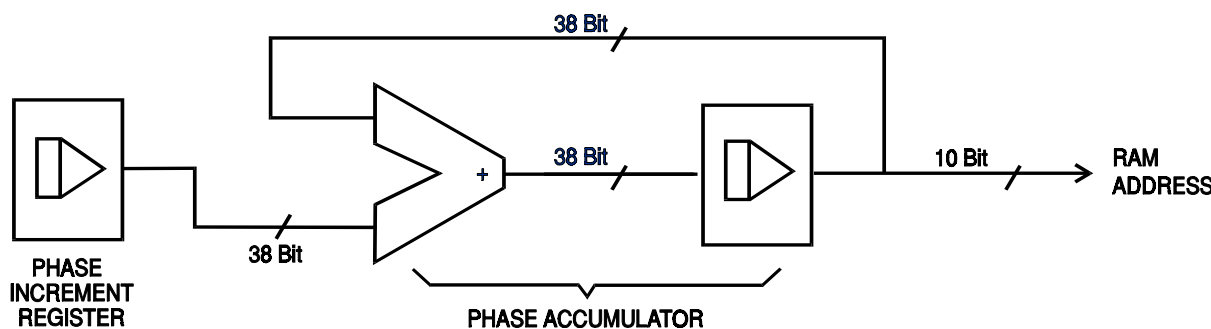 38 Bit
+
38 Bit
10 Bit
RAM
ADDRESS
38 Bit
PHASE
INCREMENT
REGISTER
PHASE ACCUMULATOR